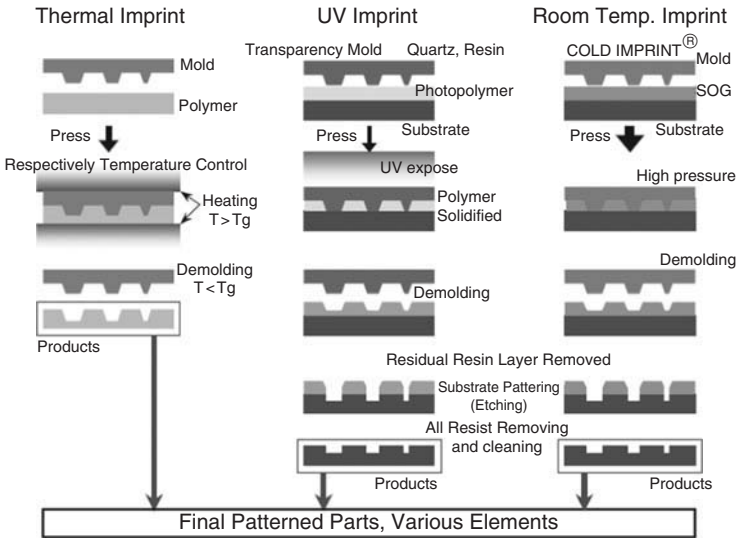 Thermal Imprint
UV Imprint
Room Temp. Imprint
Mold
Polymer
Press
Respectively Temperature Control
Heating
T>Tg
Demolding
T<Tg
Products
Transparency Mold
Quartz, Resin
Photopolymer
Press
Substrate
UV expose
Polymer
Solidified
Demolding
COLD IMPRINT®
Mold
SOG
Press
Substrate
High pressure
Demolding
Residual Resin Layer Removed
Substrate Pattering
(Etching)
All Resist Removing
and cleaning
Products
Products
Final Patterned Parts, Various Elements